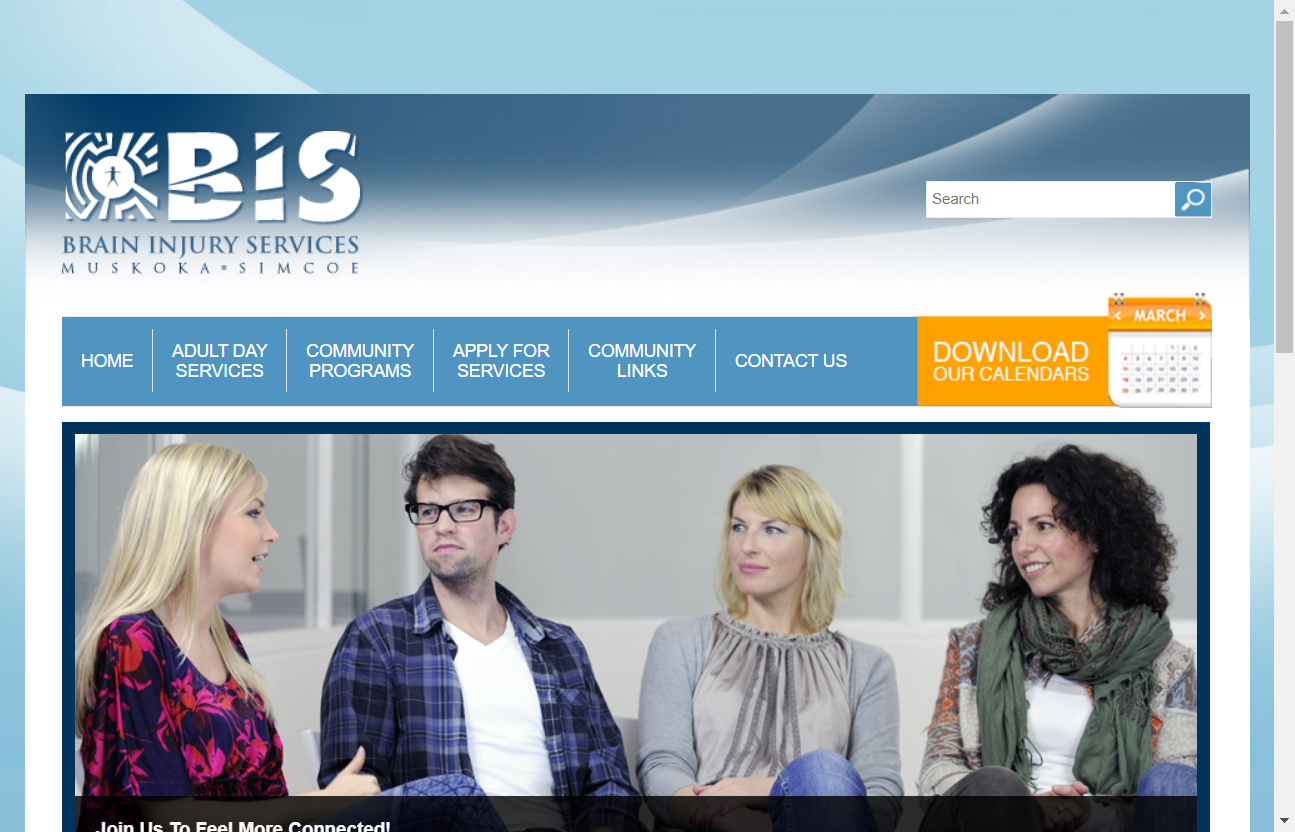 BIS
BRAIN INJURY SERVICES
MUSKOKA ▪ SIMCOE
Search
HOME
ADULT DAY
SERVICES
COMMUNITY
PROGRAMS
APPLY FOR
SERVICES
COMMUNITY
LINKS
CONTACT US
DOWNLOAD
OUR CALENDARS
< MARCH >
Join Us To Feel More Connected!